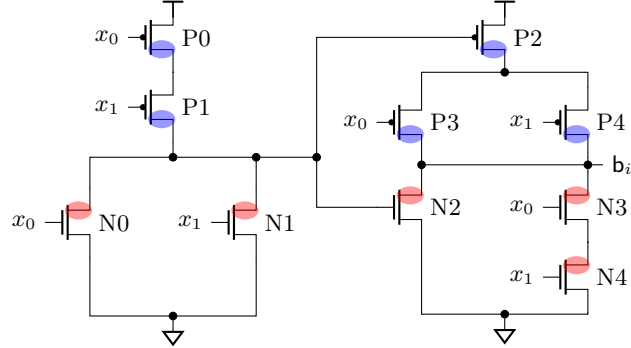 x₀ P0 P2
x₁ P1 x₀ P3 x₁ P4
bᵢ
x₀ N0 x₁ N1 N2 x₀ N3
x₁ N4